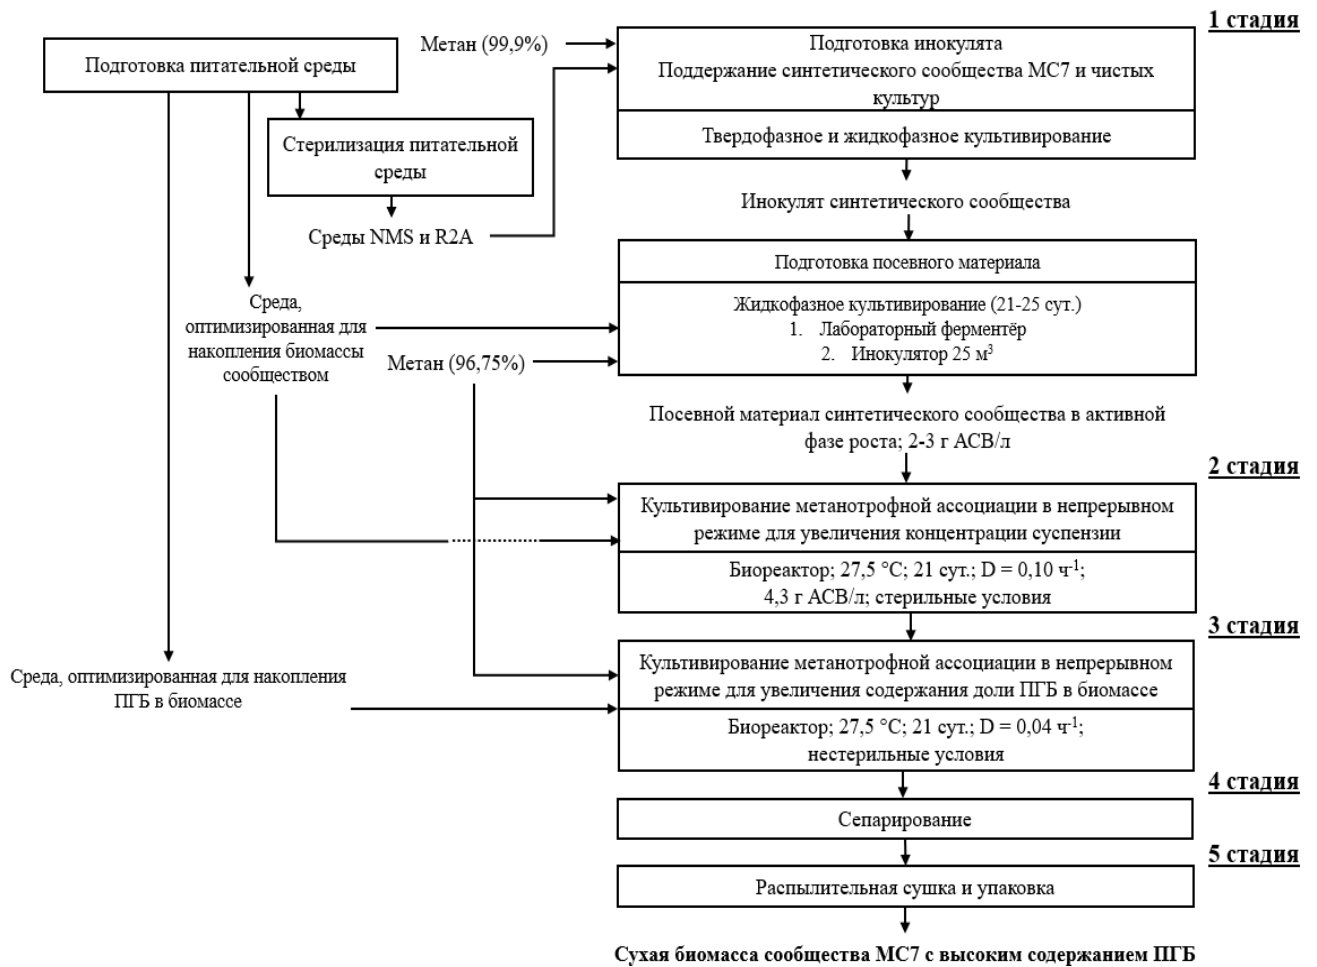 1 стадия
Метан (99,9%)
Подготовка инокулята
Поддержание синтетического сообщества МС7 и чистых
культур
Твердофазное и жидкофазное культивирование
Подготовка питательной среды
Стерилизация питательной
среды
Среды NMS и R2A
Инокулят синтетического сообщества
Подготовка посевного материала
Жидкофазное культивирование (21-25 сут.)
1. Лабораторный ферментёр
2. Инокулятор 25 м³
Среда,
оптимизированная для
накопления биомассы
сообществом
Метан (96,75%)
Посевной материал синтетического сообщества в активной
фазе роста; 2-3 г АСВ/л
2 стадия
Культивирование метанотрофной ассоциации в непрерывном
режиме для увеличения концентрации суспензии
Биореактор; 27,5 °С; 21 сут.; D = 0,10 ч⁻¹;
4,3 г АСВ/л; стерильные условия
3 стадия
Культивирование метанотрофной ассоциации в непрерывном
режиме для увеличения содержания доли ПГБ в биомассе
Биореактор; 27,5 °С; 21 сут.; D = 0,04 ч⁻¹;
нестерильные условия
Среда, оптимизированная для накопления
ПГБ в биомассе
4 стадия
Сепарирование
5 стадия
Распылительная сушка и упаковка
Сухая биомасса сообщества МС7 с высоким содержанием ПГБ